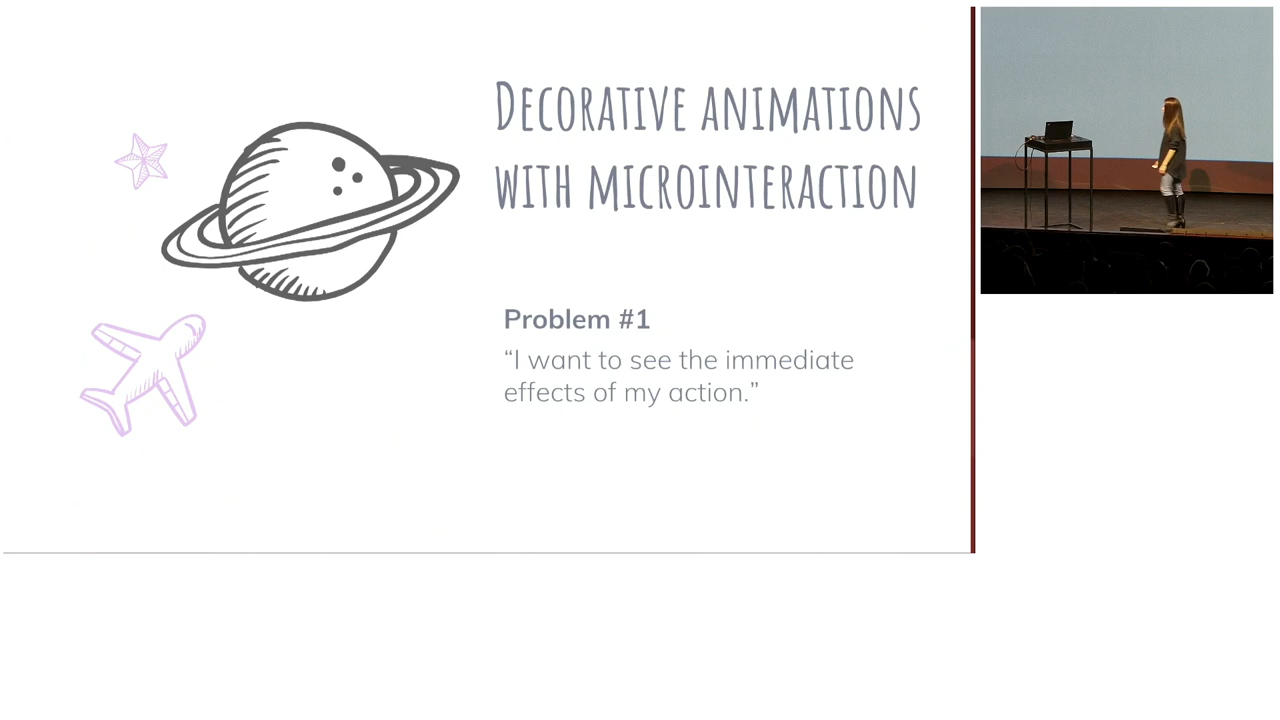 Decorative animations
with microinteraction
Problem #1
“I want to see the immediate
effects of my action.”